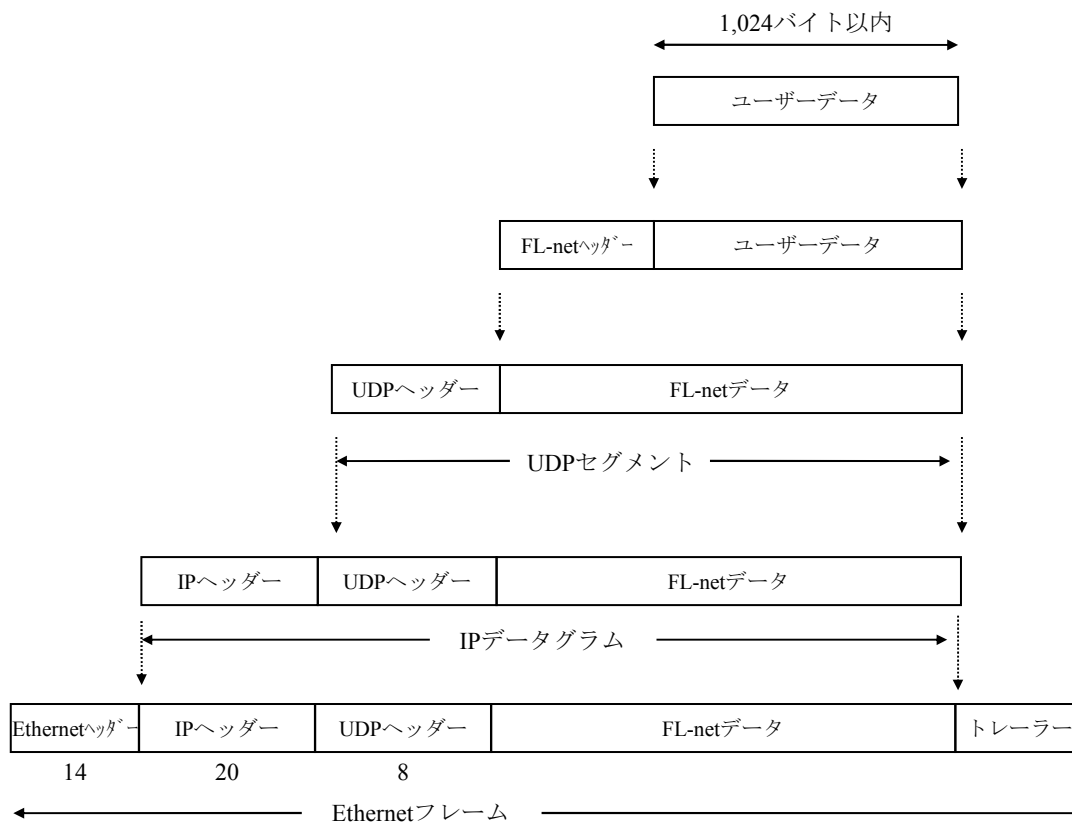 1,024バイト以内
ユーザーデータ
FL-netﾍｯﾀﾞｰ ユーザーデータ
UDPヘッダー FL-netデータ
UDPセグメント
IPヘッダー UDPヘッダー FL-netデータ
IPデータグラム
Ethernetﾍｯﾀﾞｰ IPヘッダー UDPヘッダー FL-netデータ トレーラー
14 20 8
Ethernetフレーム